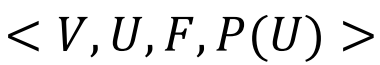 < V, U, F, P(U) >